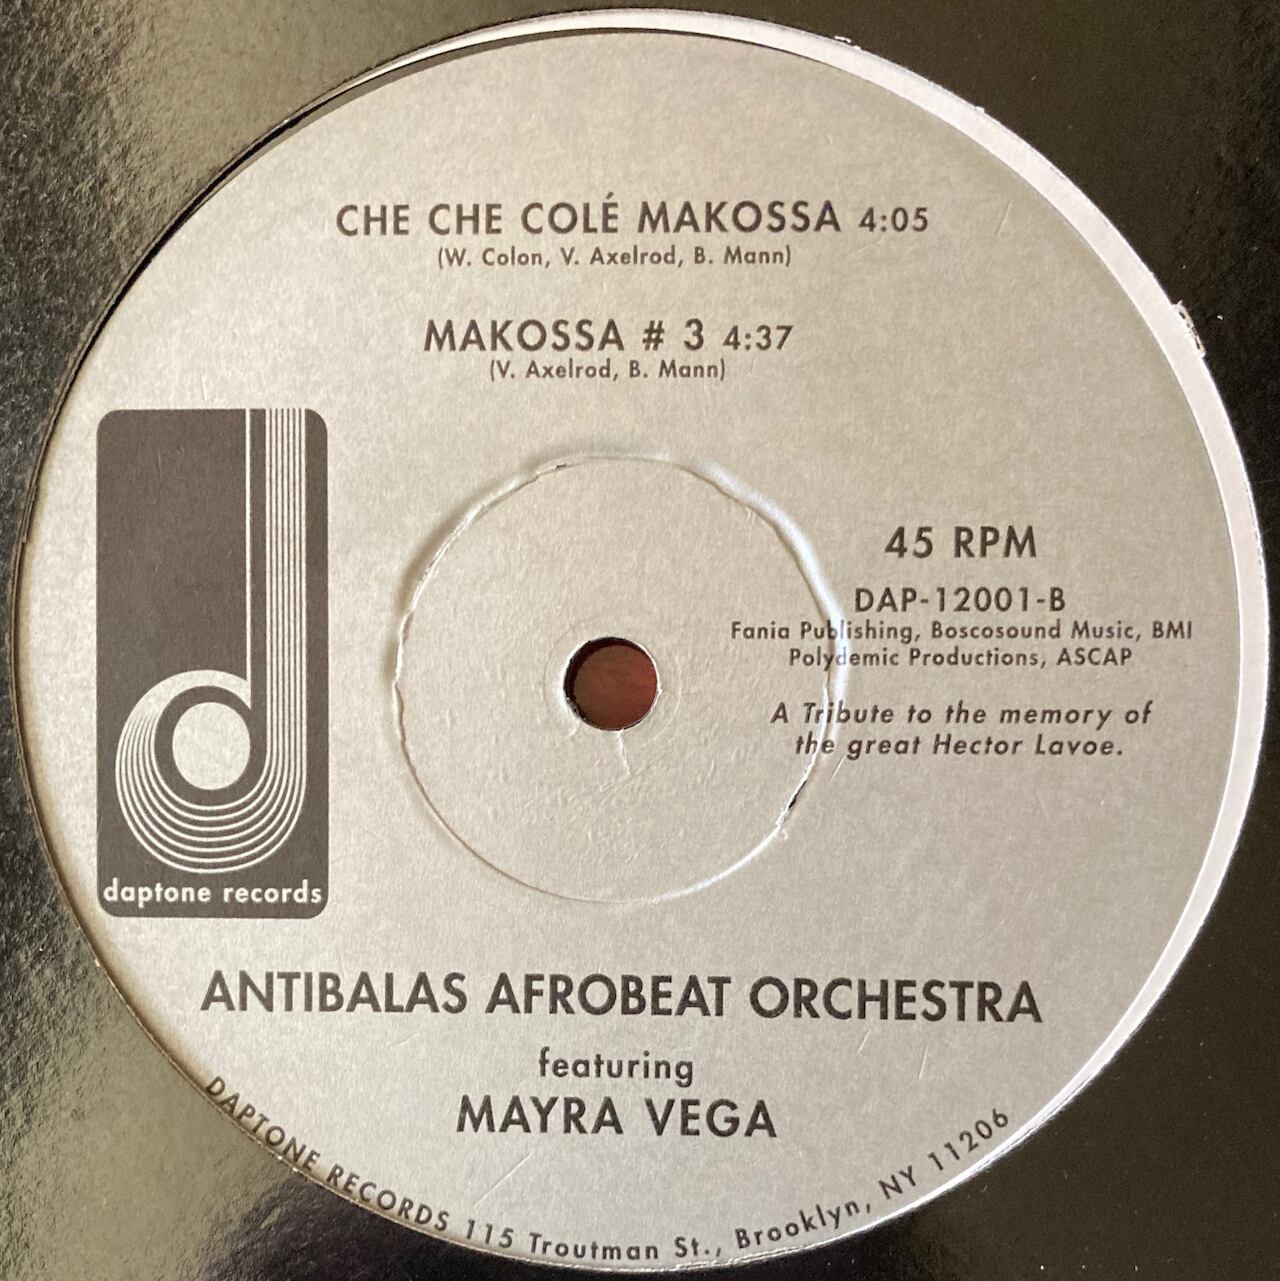 CHE CHE COLÉ MAKOSSA 4:05
(W. Colon, V. Axelrod, B. Mann)
MAKOSSA # 3 4:37
(V. Axelrod, B. Mann)
45 RPM
DAP-12001-B
Fania Publishing, Boscosound Music, BMI
Polydemic Productions, ASCAP
A Tribute to the memory of
the great Hector Lavoe.
daptone records
ANTIBALAS AFROBEAT ORCHESTRA
featuring
MAYRA VEGA
DAPTONE RECORDS 115 Troutman St., Brooklyn, NY 11206